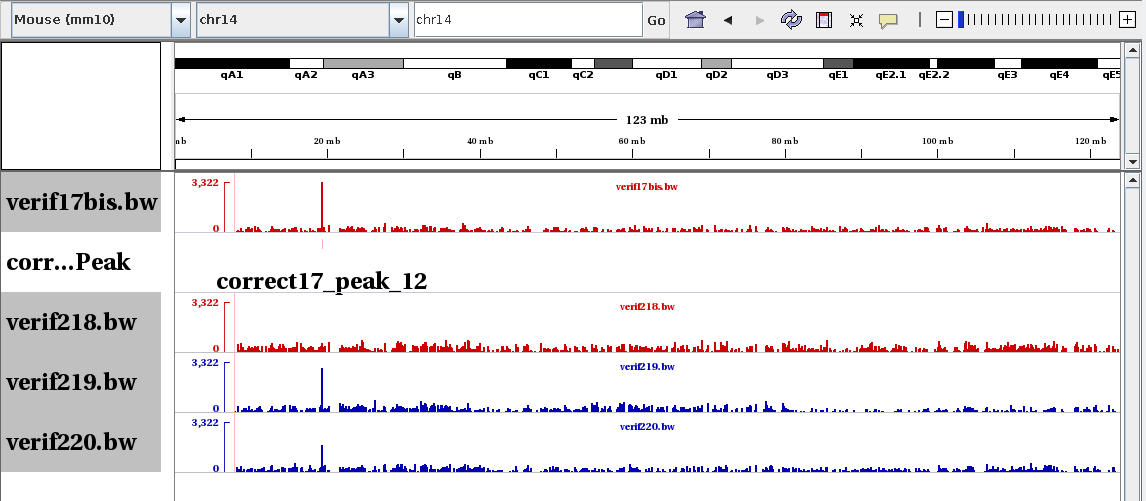 Mouse (mm10) chr14 chr14 Go
qA1 qA2 qA3 qB qC1 qC2 qD1 qD2 qD3 qE1 qE2.1 qE2.2 qE3 qE4 qE5
123 mb
mb 20 mb 40 mb 60 mb 80 mb 100 mb 120 mb
verif17bis.bw 3,322 0 verif17bis.bw
corr...Peak
correct17_peak_12
verif218.bw 3,322 0 verif218.bw
verif219.bw 3,322 0 verif219.bw
verif220.bw 3,322 0 verif220.bw